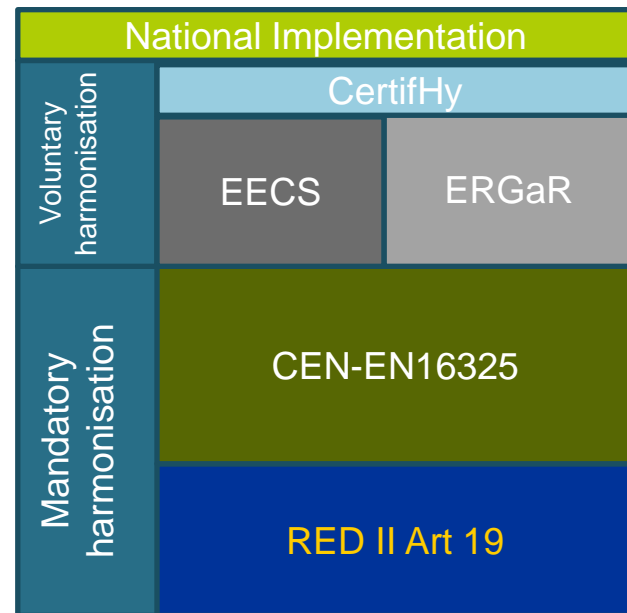 National Implementation
Voluntary
harmonisation
CertifHy
EECS
ERGaR
Mandatory
harmonisation
CEN-EN16325
RED II Art 19